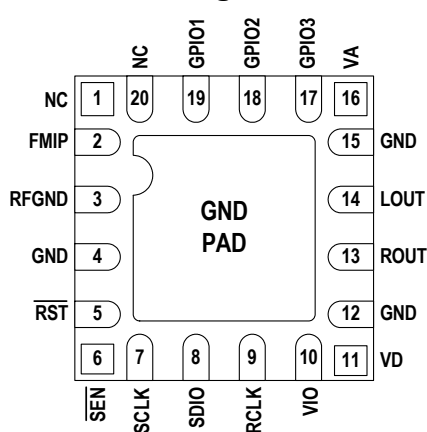 NC GPIO1 GPIO2 GPIO3 VA
NC 1 20 19 18 17 16
FMIP 2 15 GND
RFGND 3 14 LOUT
GND
PAD
GND 4 13 ROUT
RST 5 12 GND
6 7 8 9 10 11 VD
SEN SCLK SDIO RCLK VIO